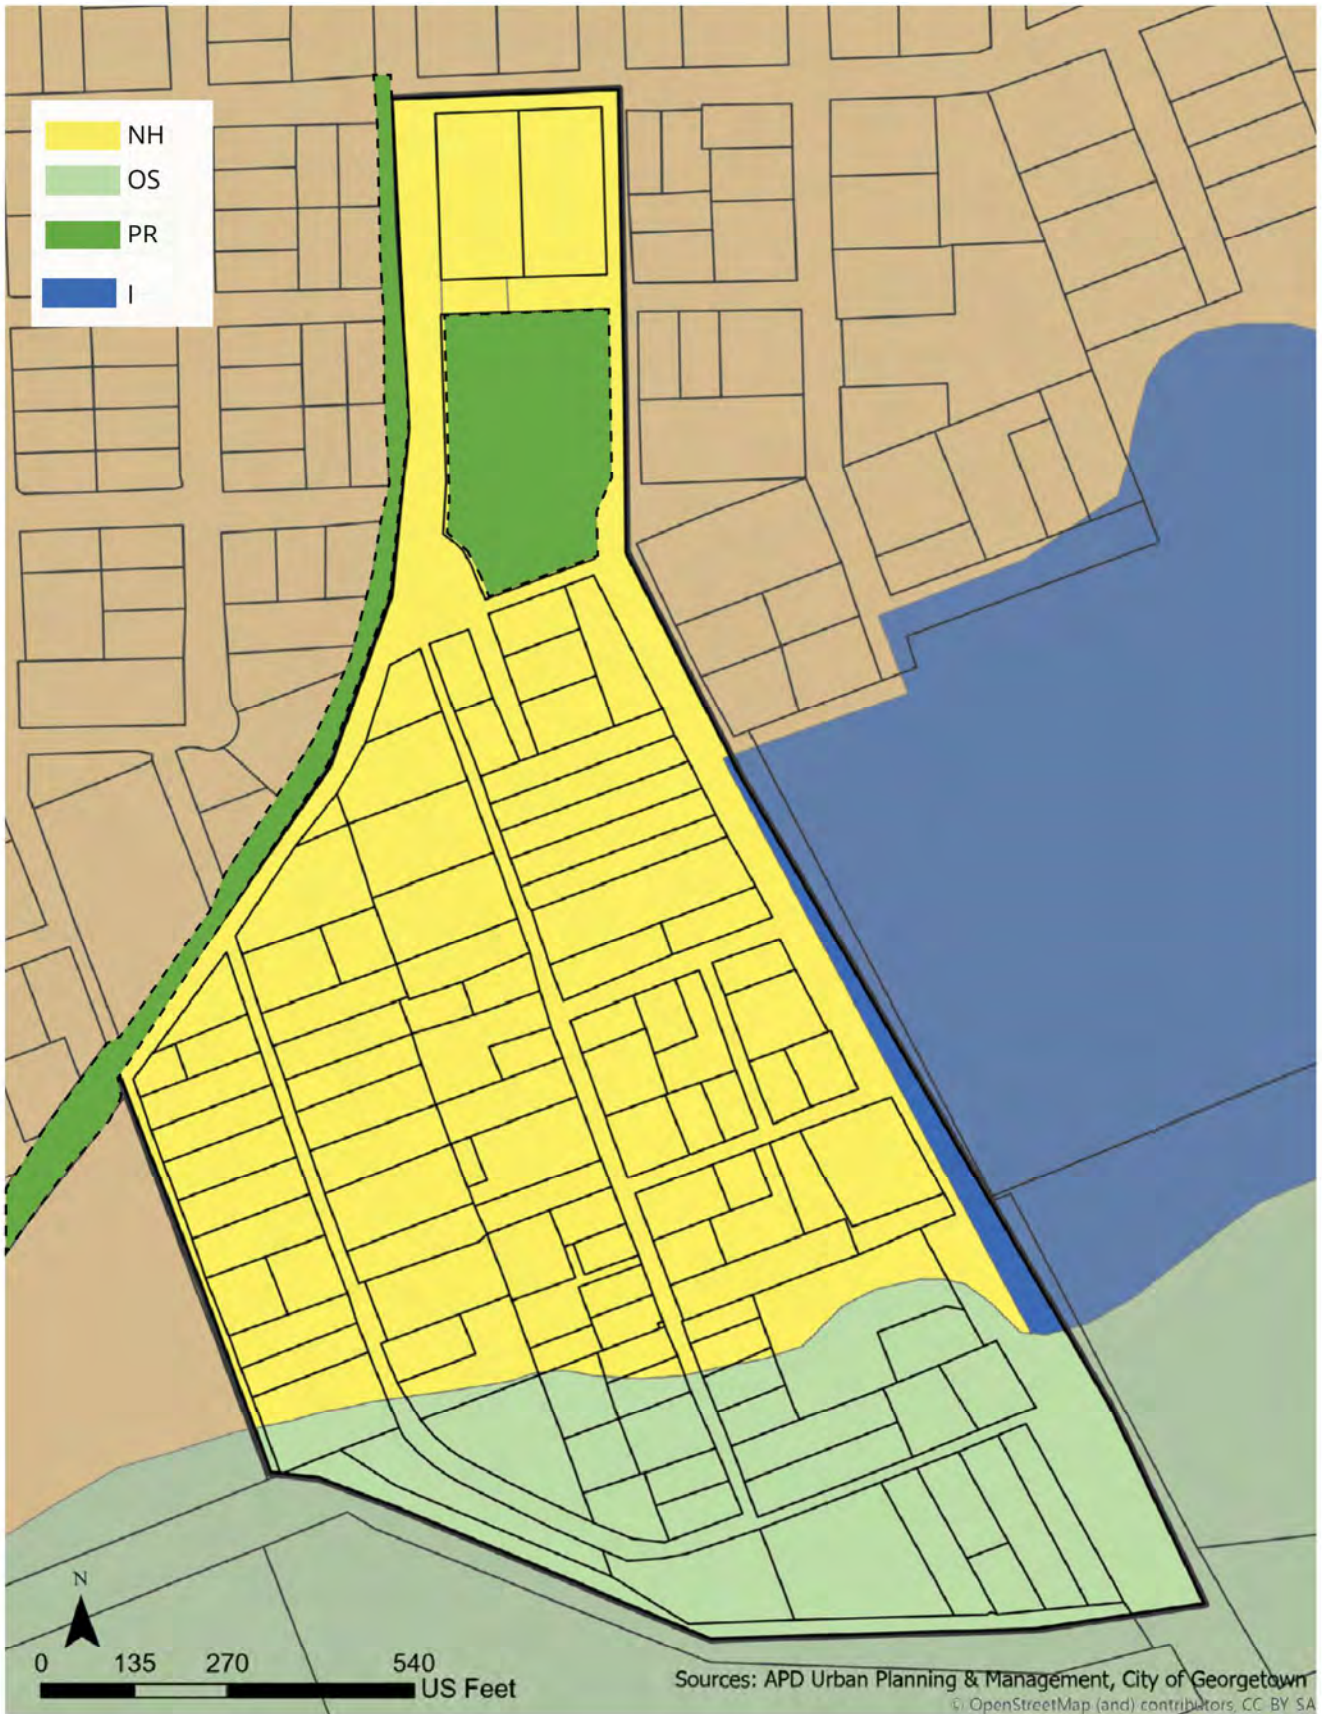 NH
OS
PR
I
N
0 135 270 540
US Feet
Sources: APD Urban Planning & Management, City of Georgetown
© OpenStreetMap (and) contributors, CC BY SA